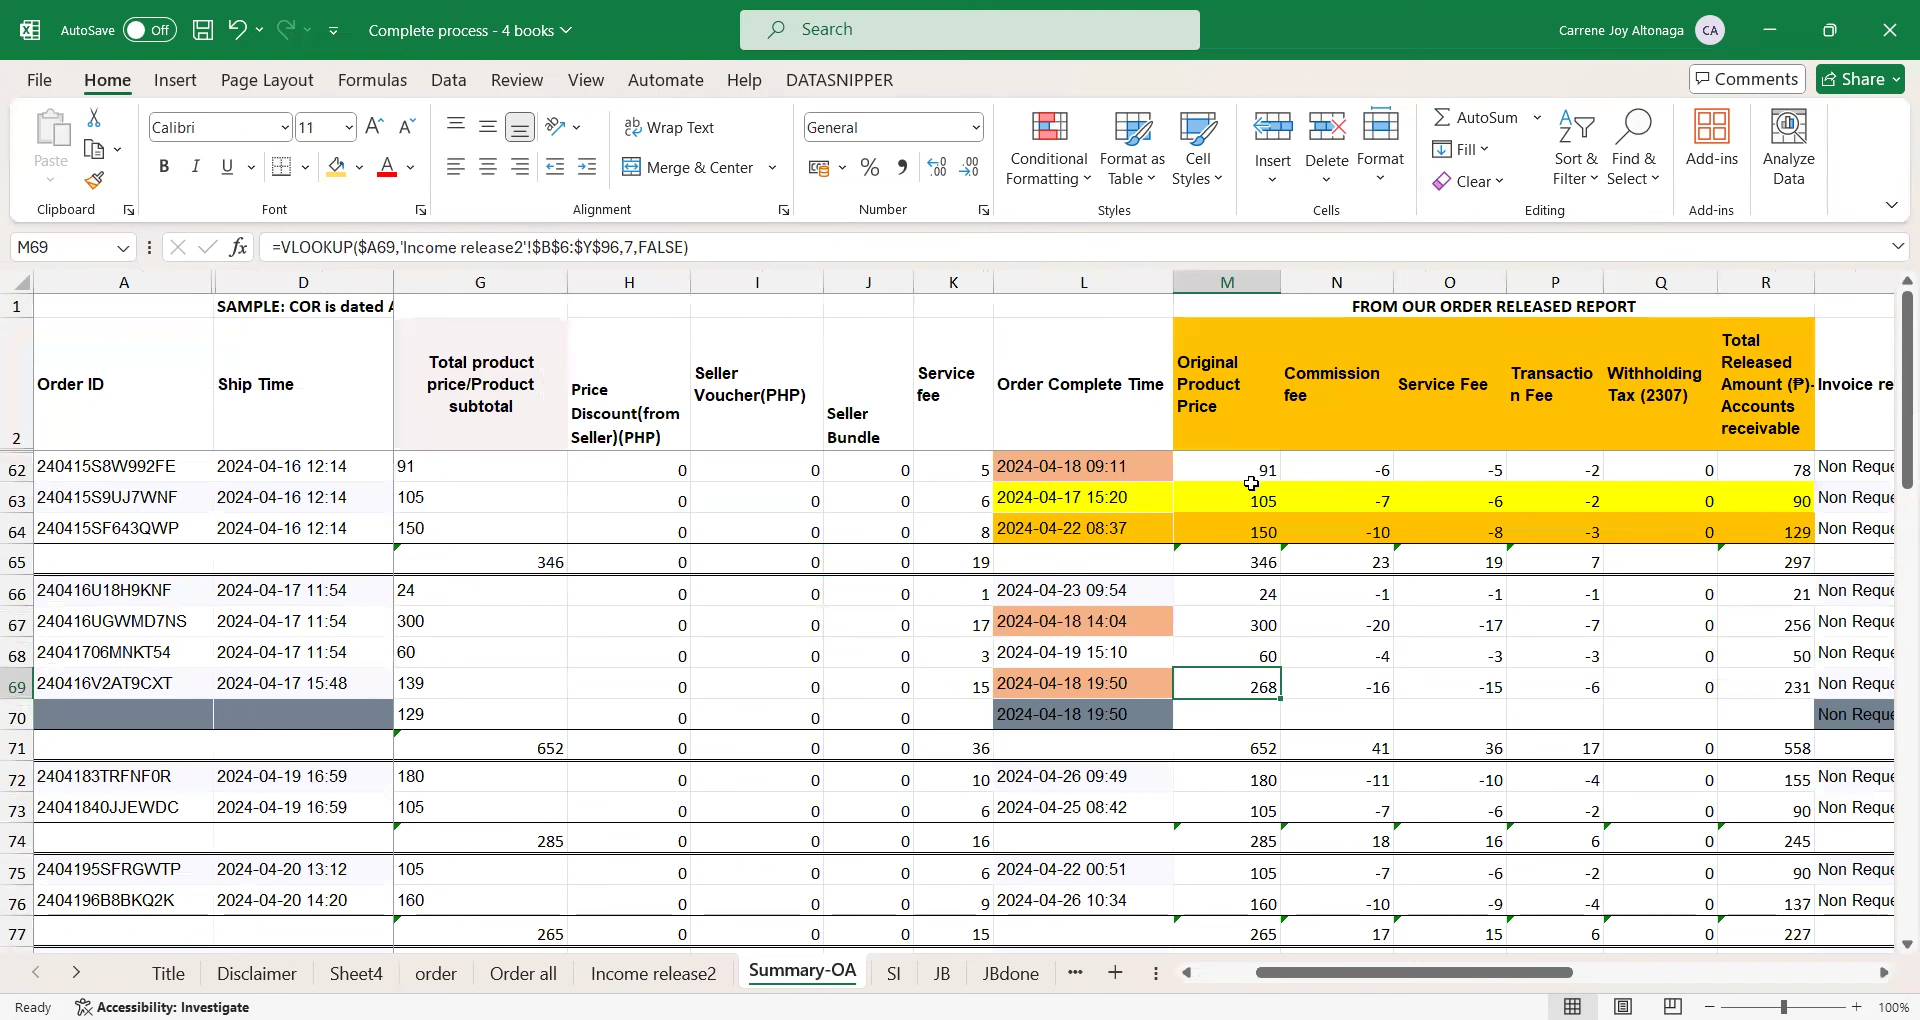 AutoSave Off Complete process - 4 books Search Carrene Joy Altonaga CA
File Home Insert Page Layout Formulas Data Review View Automate Help DATASNIPPER Comments Share
Paste Calibri 11 Wrap Text General Conditional Formatting Format as Table Cell Styles Insert Delete Format AutoSum Fill Clear Sort & Filter Find & Select Add-ins Analyze Data
B I U A Merge & Center %
Clipboard Font Alignment Number Styles Cells Editing Add-ins
M69 fx =VLOOKUP($A69,'Income release2'!$B$6:$Y$96,7,FALSE)
A D G H I J K L M N O P Q R
1 SAMPLE: COR is dated A FROM OUR ORDER RELEASED REPORT
2 Order ID Ship Time Total product price/Product subtotal Price Discount(from Seller)(PHP) Seller Voucher(PHP) Seller Bundle Service fee Order Complete Time Original Product Price Commission fee Service Fee Transaction Fee Withholding Tax (2307) Total Released Amount (₱)- Accounts receivable Invoice re
62 240415S8W992FE 2024-04-16 12:14 91 0 0 0 5 2024-04-18 09:11 91 -6 -5 -2 0 78 Non Reque
63 240415S9UJ7WNF 2024-04-16 12:14 105 0 0 0 6 2024-04-17 15:20 105 -7 -6 -2 0 90 Non Reque
64 240415SF643QWP 2024-04-16 12:14 150 0 0 0 8 2024-04-22 08:37 150 -10 -8 -3 0 129 Non Reque
65 346 0 0 0 19 346 23 19 7 297
66 240416U18H9KNF 2024-04-17 11:54 24 0 0 0 1 2024-04-23 09:54 24 -1 -1 -1 0 21 Non Reque
67 240416UGWMD7NS 2024-04-17 11:54 300 0 0 0 17 2024-04-18 14:04 300 -20 -17 -7 0 256 Non Reque
68 24041706MNKT54 2024-04-17 11:54 60 0 0 0 3 2024-04-19 15:10 60 -4 -3 -3 0 50 Non Reque
69 240416V2AT9CXT 2024-04-17 15:48 139 0 0 0 15 2024-04-18 19:50 268 -16 -15 -6 0 231 Non Reque
70 129 0 0 0 2024-04-18 19:50 Non Reque
71 652 0 0 0 36 652 41 36 17 0 558
72 2404183TRFNF0R 2024-04-19 16:59 180 0 0 0 10 2024-04-26 09:49 180 -11 -10 -4 0 155 Non Reque
73 24041840JJEWDC 2024-04-19 16:59 105 0 0 0 6 2024-04-25 08:42 105 -7 -6 -2 0 90 Non Reque
74 285 0 0 0 16 285 18 16 6 0 245
75 2404195SFRGWTP 2024-04-20 13:12 105 0 0 0 6 2024-04-22 00:51 105 -7 -6 -2 0 90 Non Reque
76 2404196B8BKQ2K 2024-04-20 14:20 160 0 0 0 9 2024-04-26 10:34 160 -10 -9 -4 0 137 Non Reque
77 265 0 0 0 15 265 17 15 6 0 227
Title Disclaimer Sheet4 order Order all Income release2 Summary-OA SI JB JBdone
Ready Accessibility: Investigate 100%